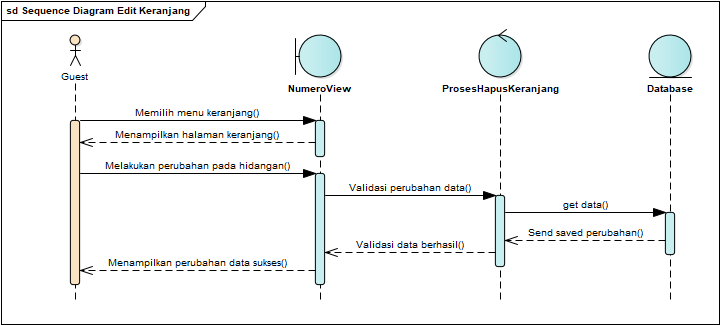 sd Sequence Diagram Edit Keranjang
Guest
NumeroView
ProsesHapusKeranjang
Database
Memilih menu keranjang()
Menampilkan halaman keranjang()
Melakukan perubahan pada hidangan()
Validasi perubahan data()
get data()
Send saved perubahan()
Validasi data berhasil()
Menampilkan perubahan data sukses()